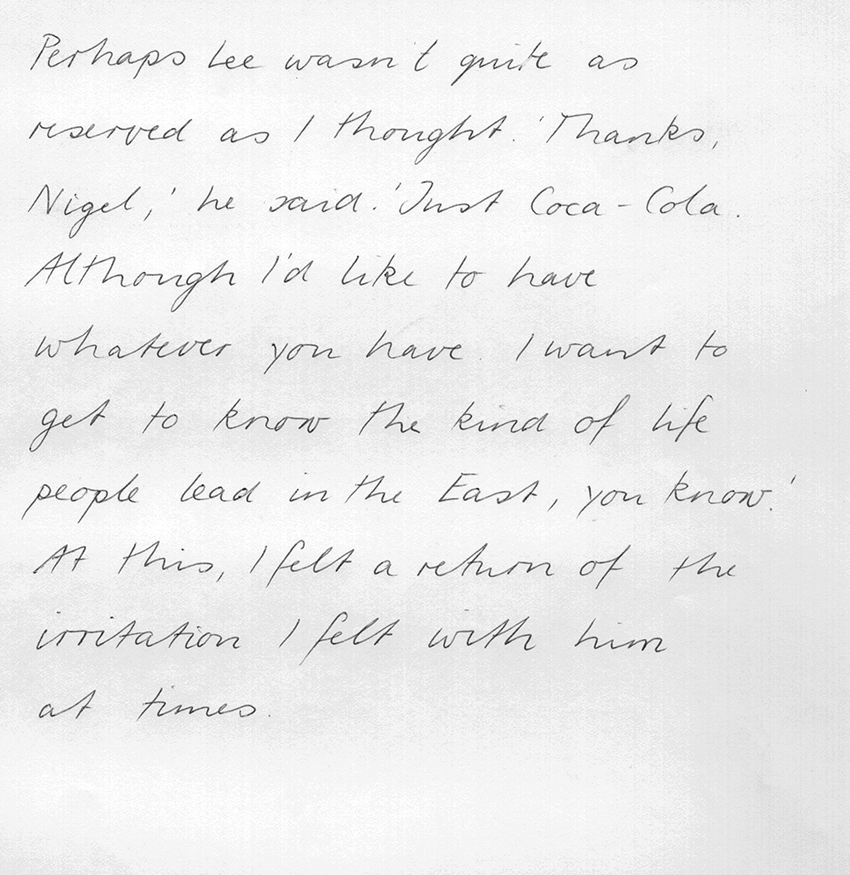 Perhaps Lee wasn't quite as
reserved as I thought. 'Thanks,
Nigel,' he said. 'Just Coca-Cola.
Although I'd like to have
whatever you have. I want to
get to know the kind of life
people lead in the East, you know.'
At this, I felt a return of the
irritation I felt with him
at times.